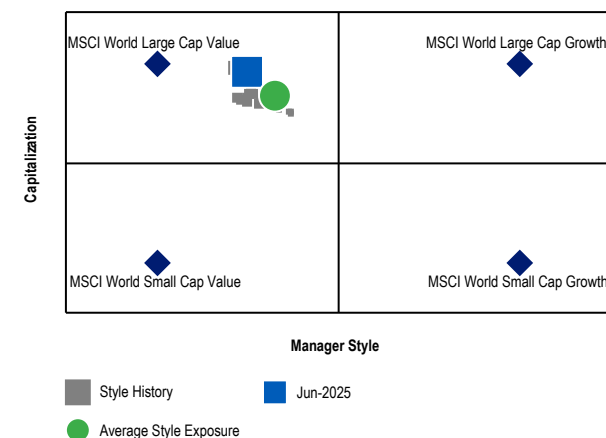 MSCI World Large Cap Value
MSCI World Large Cap Growth
Capitalization
MSCI World Small Cap Value
MSCI World Small Cap Growth
Manager Style
Style History
Jun-2025
Average Style Exposure